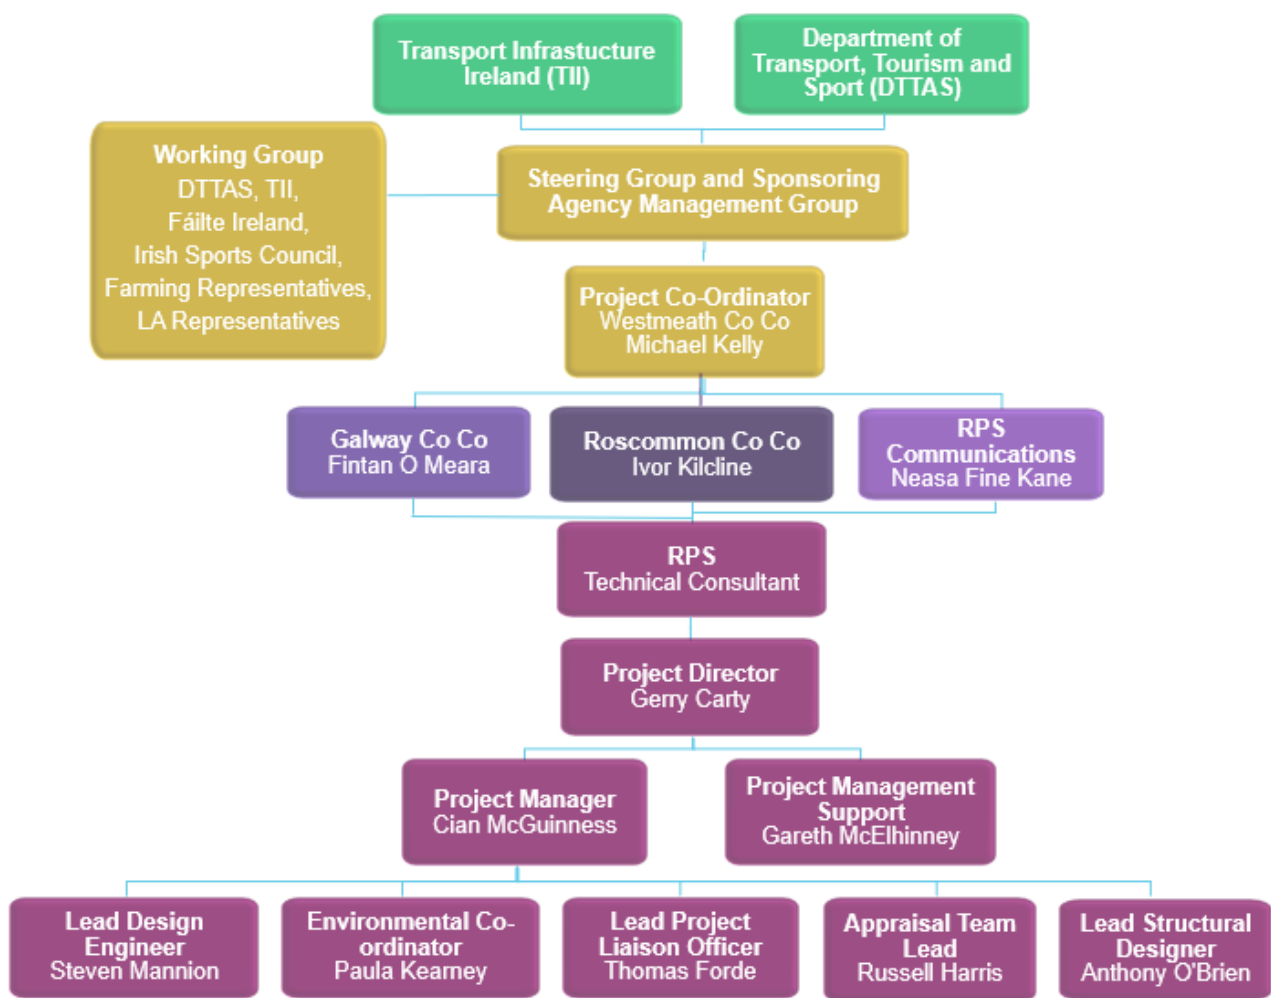 Transport Infrastucture
Ireland (TII)
Department of
Transport, Tourism and
Sport (DTTAS)
Working Group
DTTAS, TII,
Fáilte Ireland,
Irish Sports Council,
Farming Representatives,
LA Representatives
Steering Group and Sponsoring
Agency Management Group
Project Co-Ordinator
Westmeath Co Co
Michael Kelly
Galway Co Co
Fintan O Meara
Roscommon Co Co
Ivor Kilcline
RPS
Communications
Neasa Fine Kane
RPS
Technical Consultant
Project Director
Gerry Carty
Project Manager
Cian McGuinness
Project Management
Support
Gareth McElhinney
Lead Design
Engineer
Steven Mannion
Environmental Co-
ordinator
Paula Kearney
Lead Project
Liaison Officer
Thomas Forde
Appraisal Team
Lead
Russell Harris
Lead Structural
Designer
Anthony O'Brien